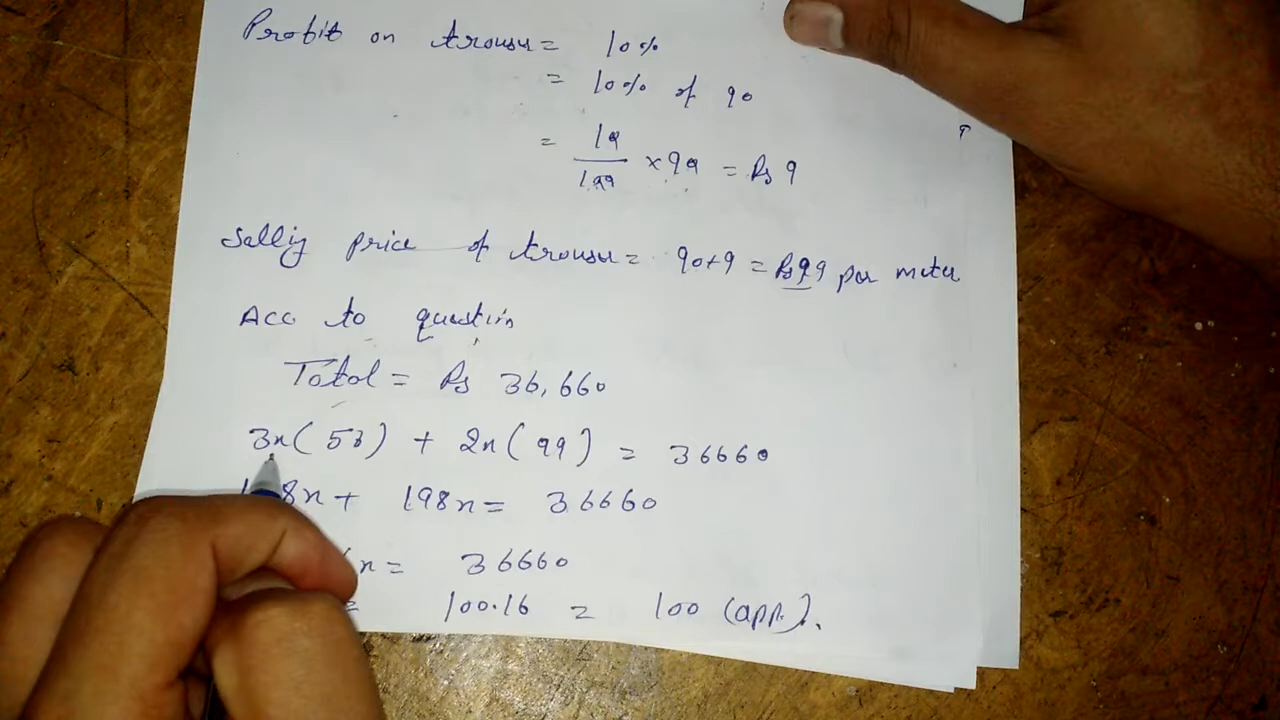 Profit on trouser = 10%
= 10% of 90
= 10/100 × 90 = Rs 9
Sallig price of trouser = 90+9 = Rs 99 per meter
Acc to question
Total = Rs 36,660
3x(53) + 2x(99) = 36660
8x + 198x = 36660
x = 36660
= 100.16 = 100 (app).